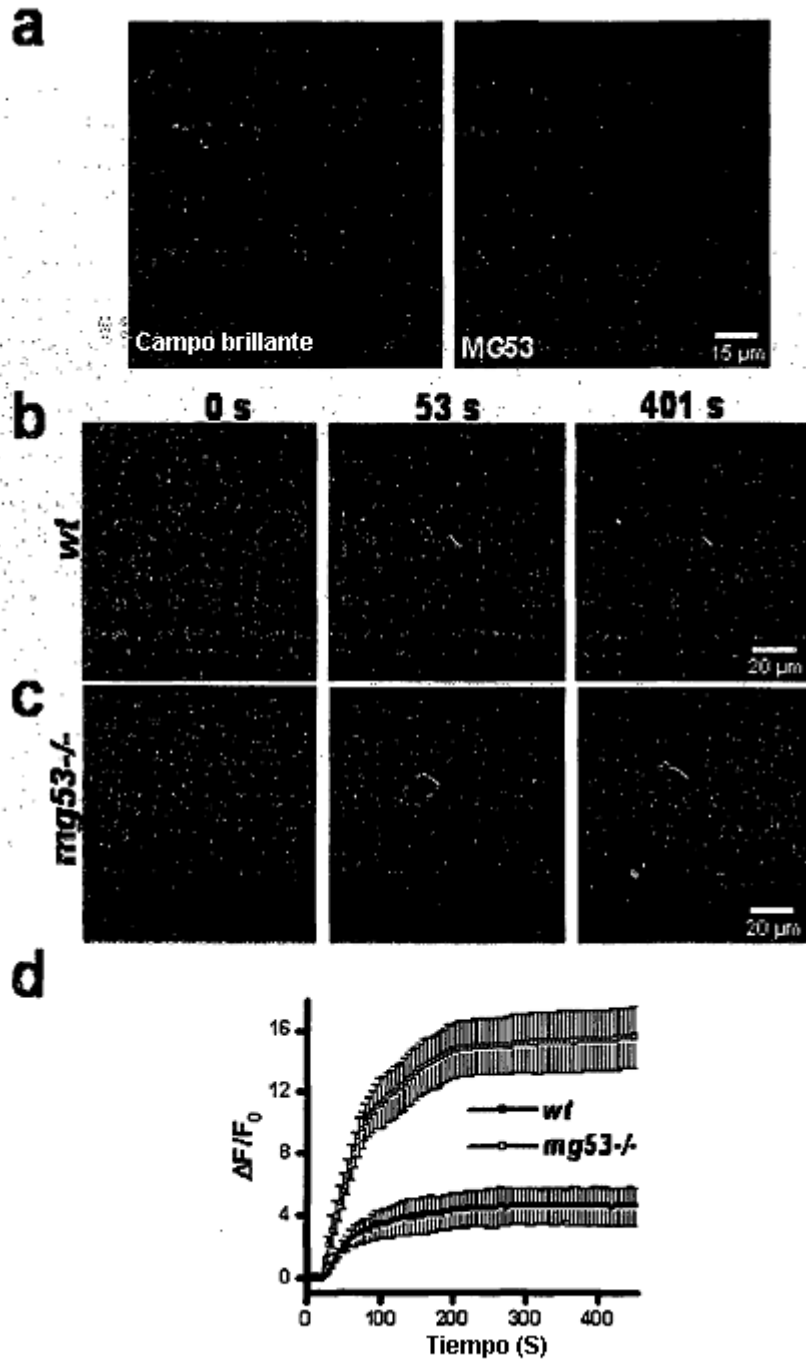 a
Campo brillante
MG53
15 µm
b
0 s
53 s
401 s
wt
20 µm
c
mg53-/-
20 µm
d
16
12
8
4
0
ΔF/F0
wt
mg53-/-
0
100
200
300
400
Tiempo (S)